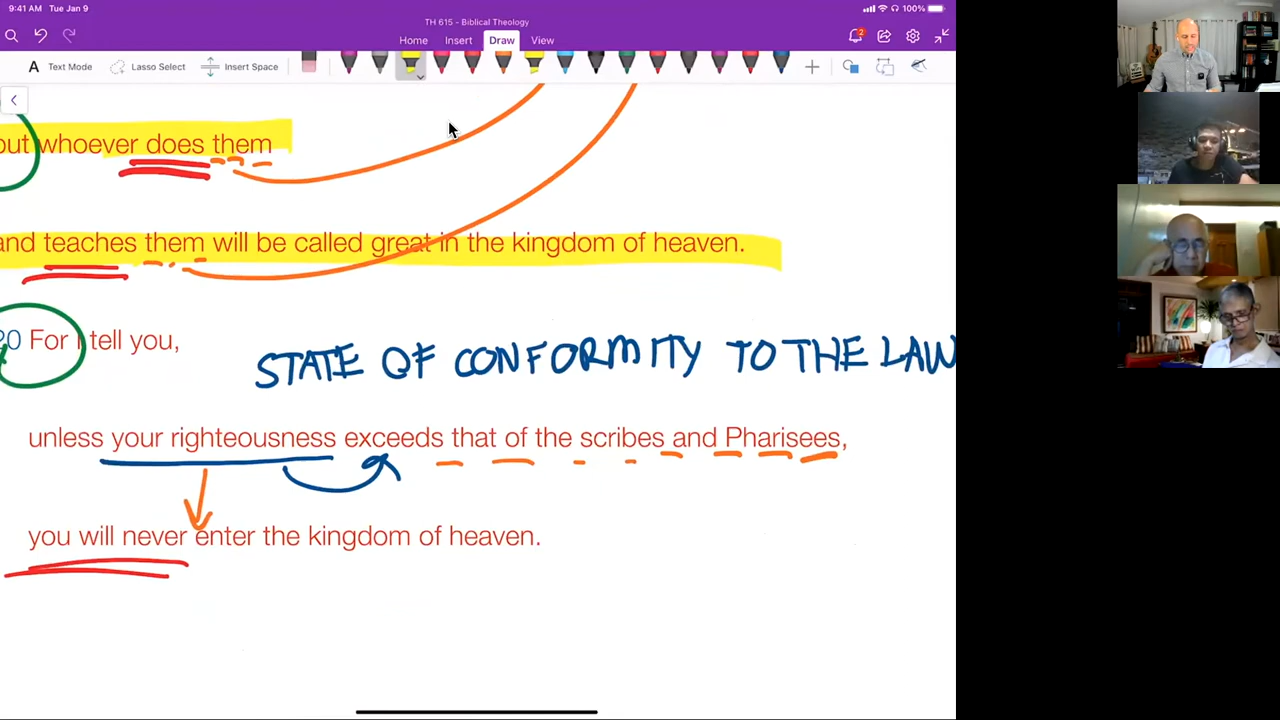 9:41 AM Tue Jan 9
100%
TH 615 - Biblical Theology
Home Insert Draw View
2
Text Mode Lasso Select Insert Space
but whoever does them
and teaches them will be called great in the kingdom of heaven.
20 For I tell you,
STATE OF CONFORMITY TO THE LAW
unless your righteousness exceeds that of the scribes and Pharisees,
you will never enter the kingdom of heaven.